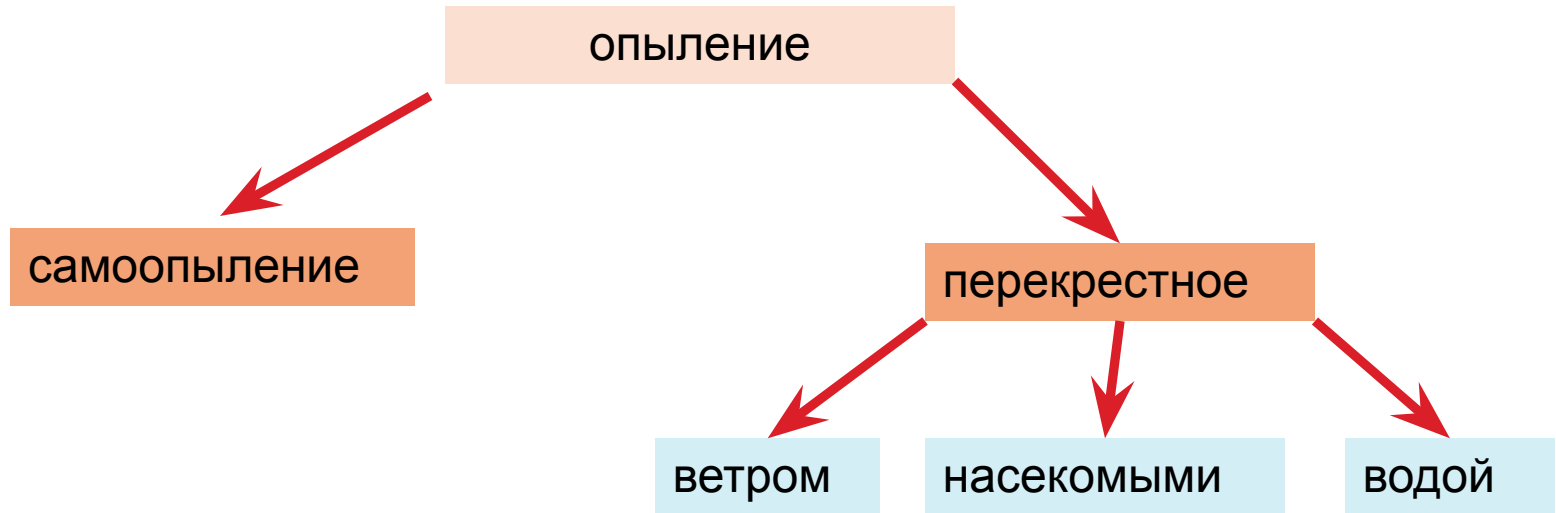 опыление
самоопыление
перекрестное
ветром
насекомыми
водой